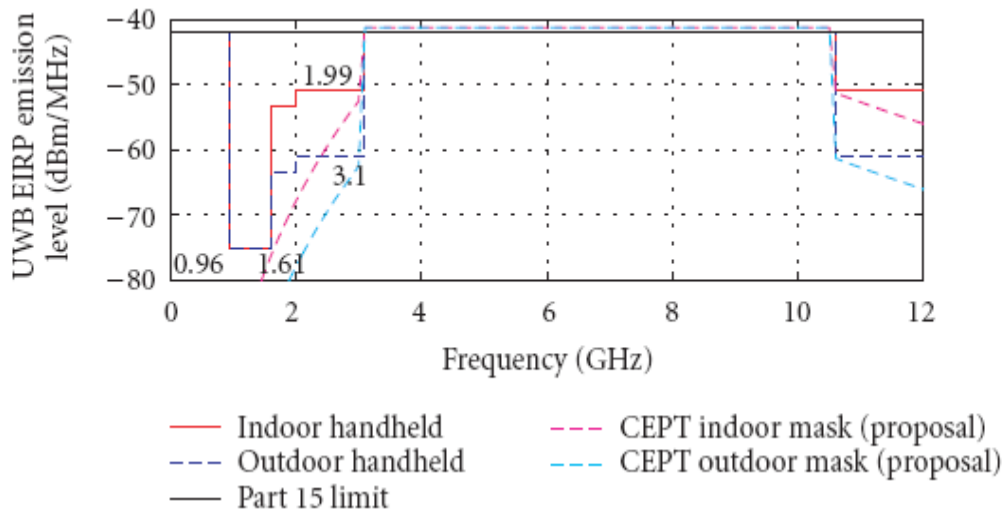 UWB EIRP emission
level (dBm/MHz)
−40
−50
−60
−70
−80
1.99
3.1
0.96
1.61
0
2
4
6
8
10
12
Frequency (GHz)
Indoor handheld
Outdoor handheld
Part 15 limit
CEPT indoor mask (proposal)
CEPT outdoor mask (proposal)